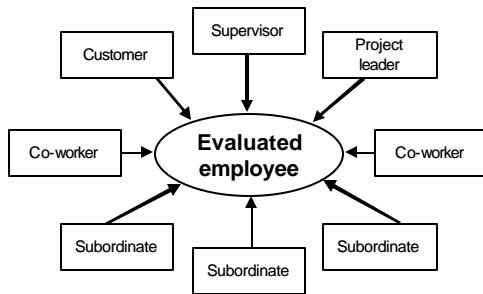 Supervisor
Customer
Project
leader
Evaluated
employee
Co-worker
Co-worker
Subordinate
Subordinate
Subordinate